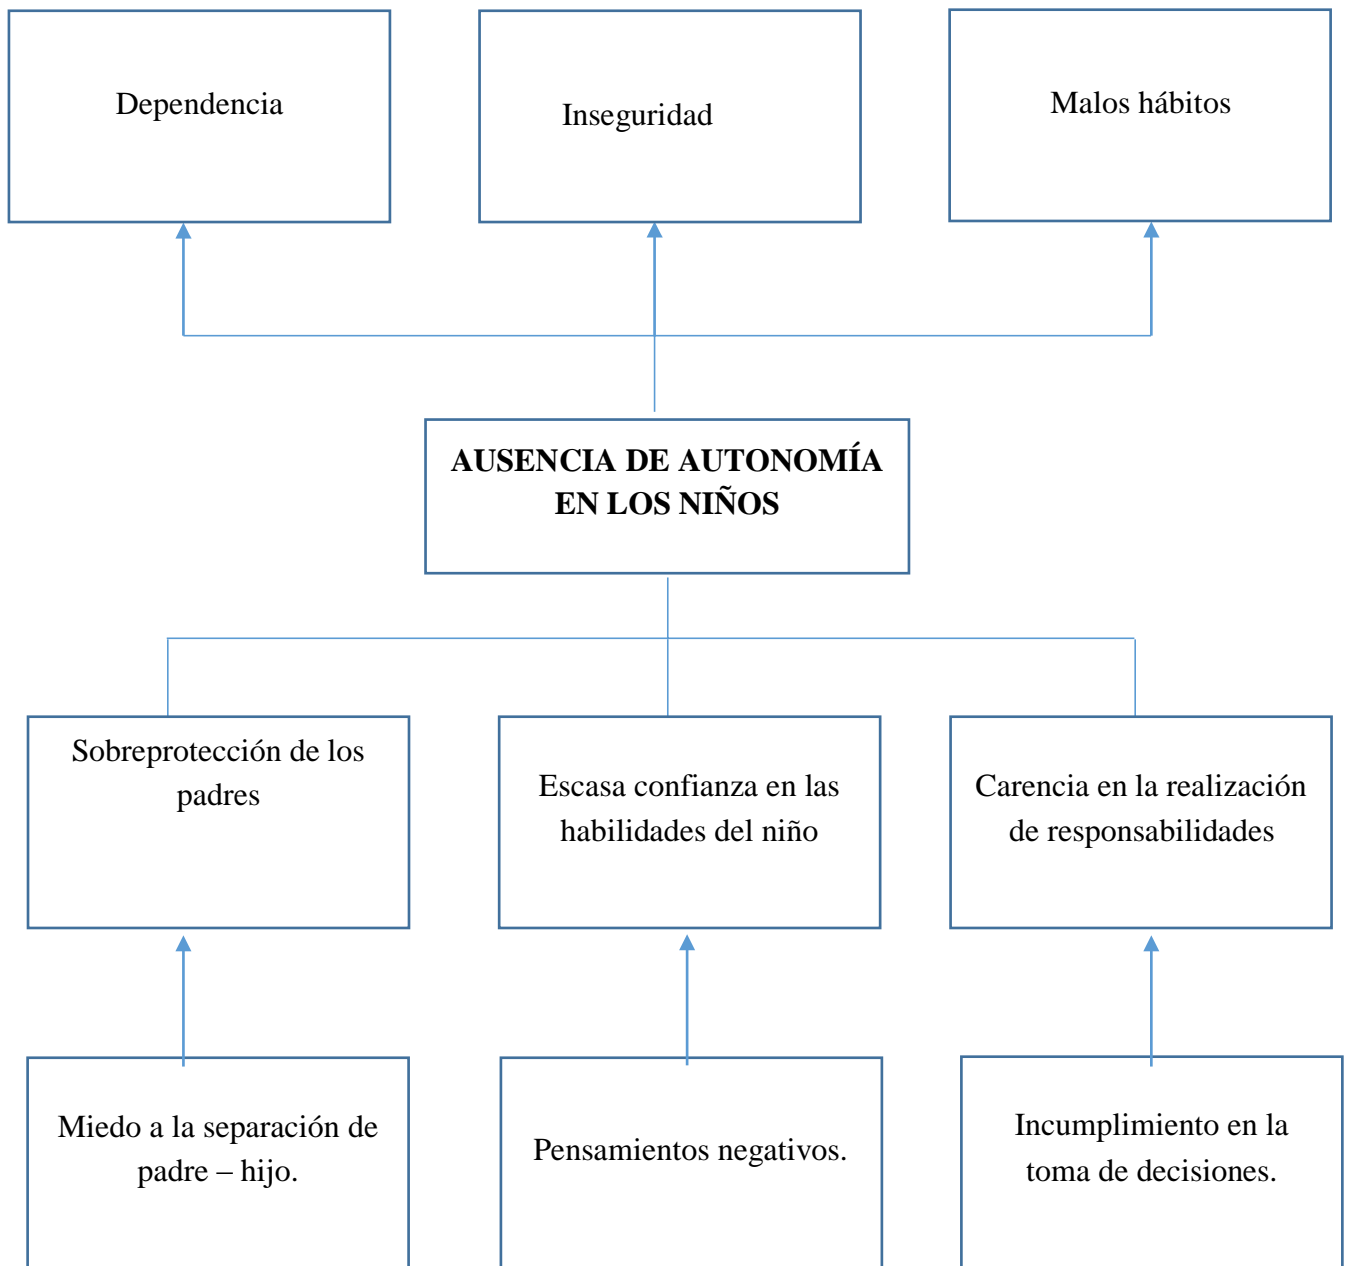 Dependencia
Inseguridad
Malos hábitos
AUSENCIA DE AUTONOMÍA
EN LOS NIÑOS
Sobreprotección de los
padres
Escasa confianza en las
habilidades del niño
Carencia en la realización
de responsabilidades
Miedo a la separación de
padre – hijo.
Pensamientos negativos.
Incumplimiento en la
toma de decisiones.